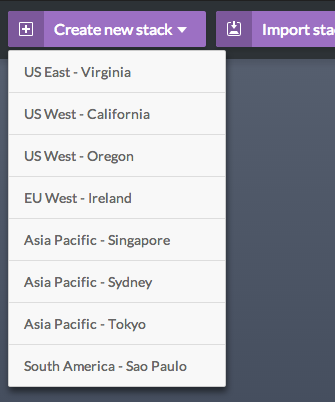 Create new stack
Import stac
US East - Virginia
US West - California
US West - Oregon
EU West - Ireland
Asia Pacific - Singapore
Asia Pacific - Sydney
Asia Pacific - Tokyo
South America - Sao Paulo